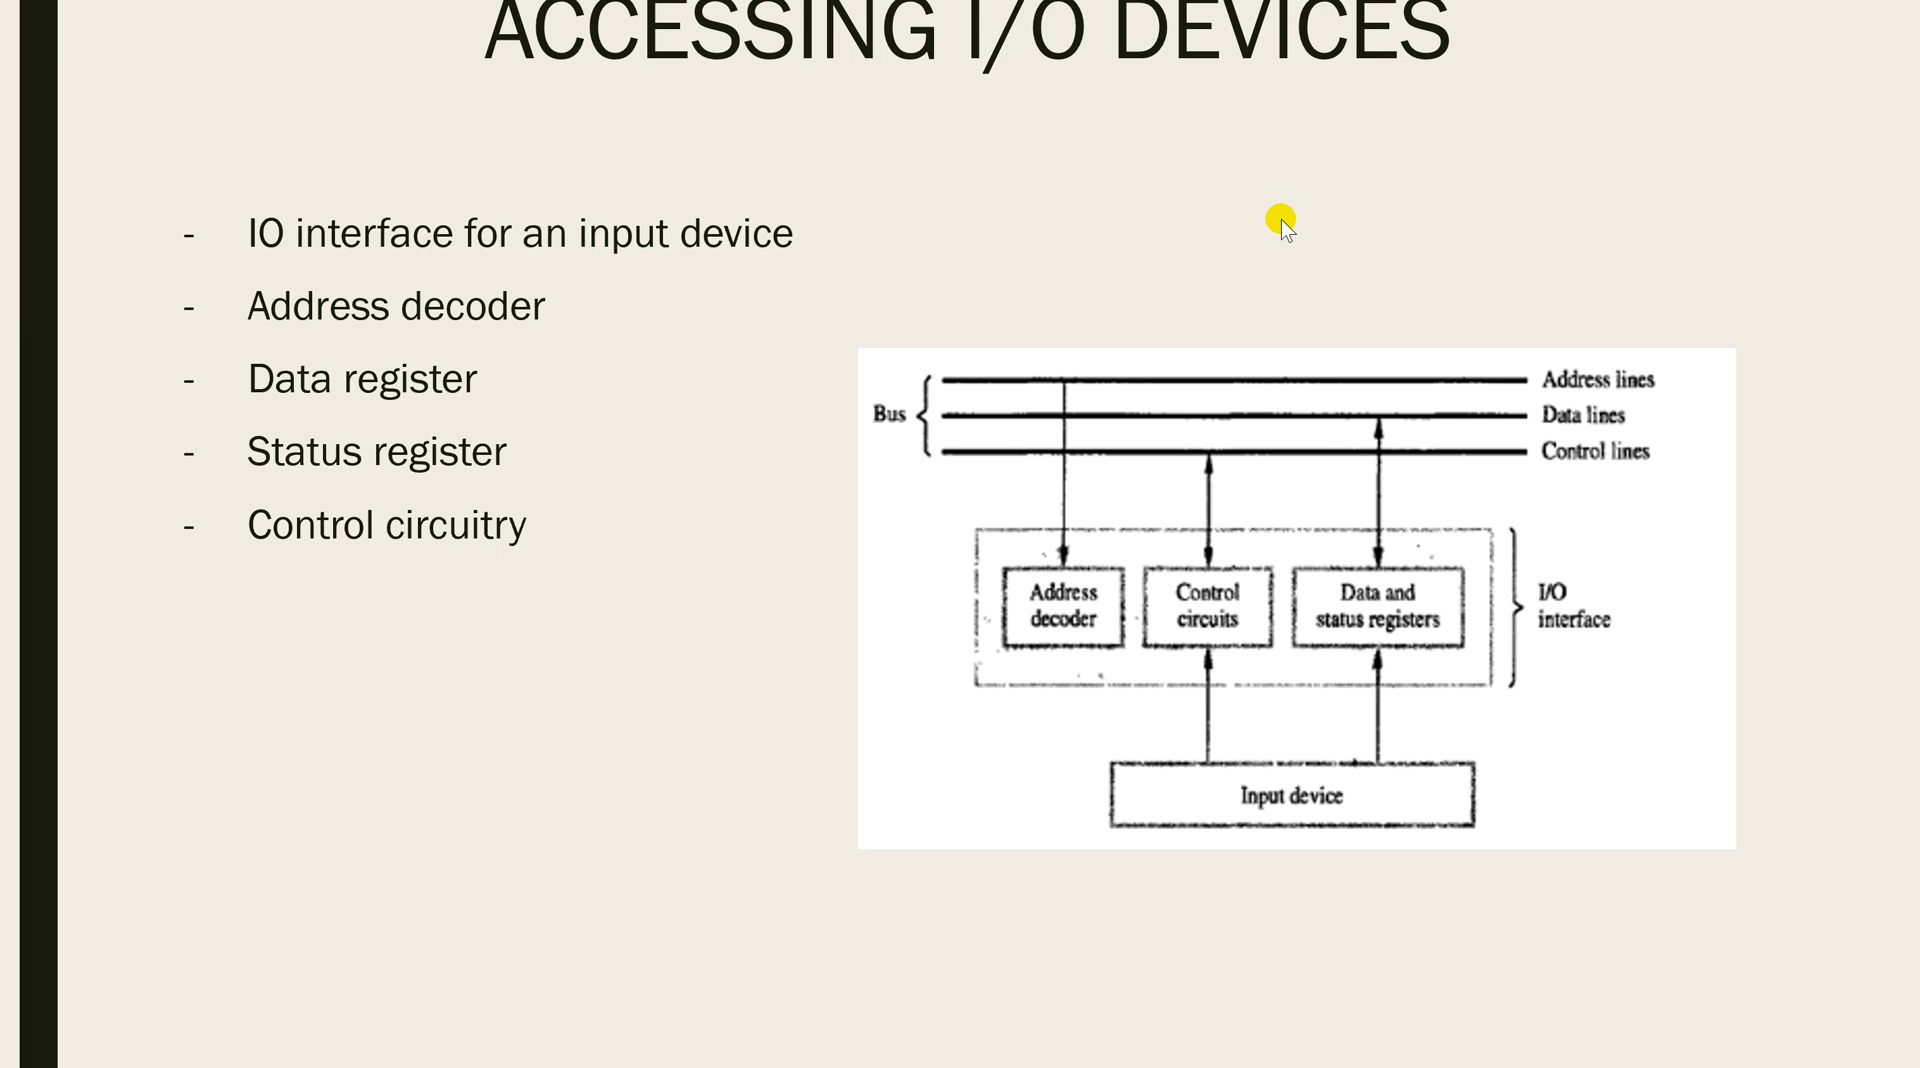 ACCESSING I/O DEVICES
- IO interface for an input device
- Address decoder
- Data register
- Status register
- Control circuitry
Bus
Address lines
Data lines
Control lines
Address
decoder
Control
circuits
Data and
status registers
I/O
interface
Input device